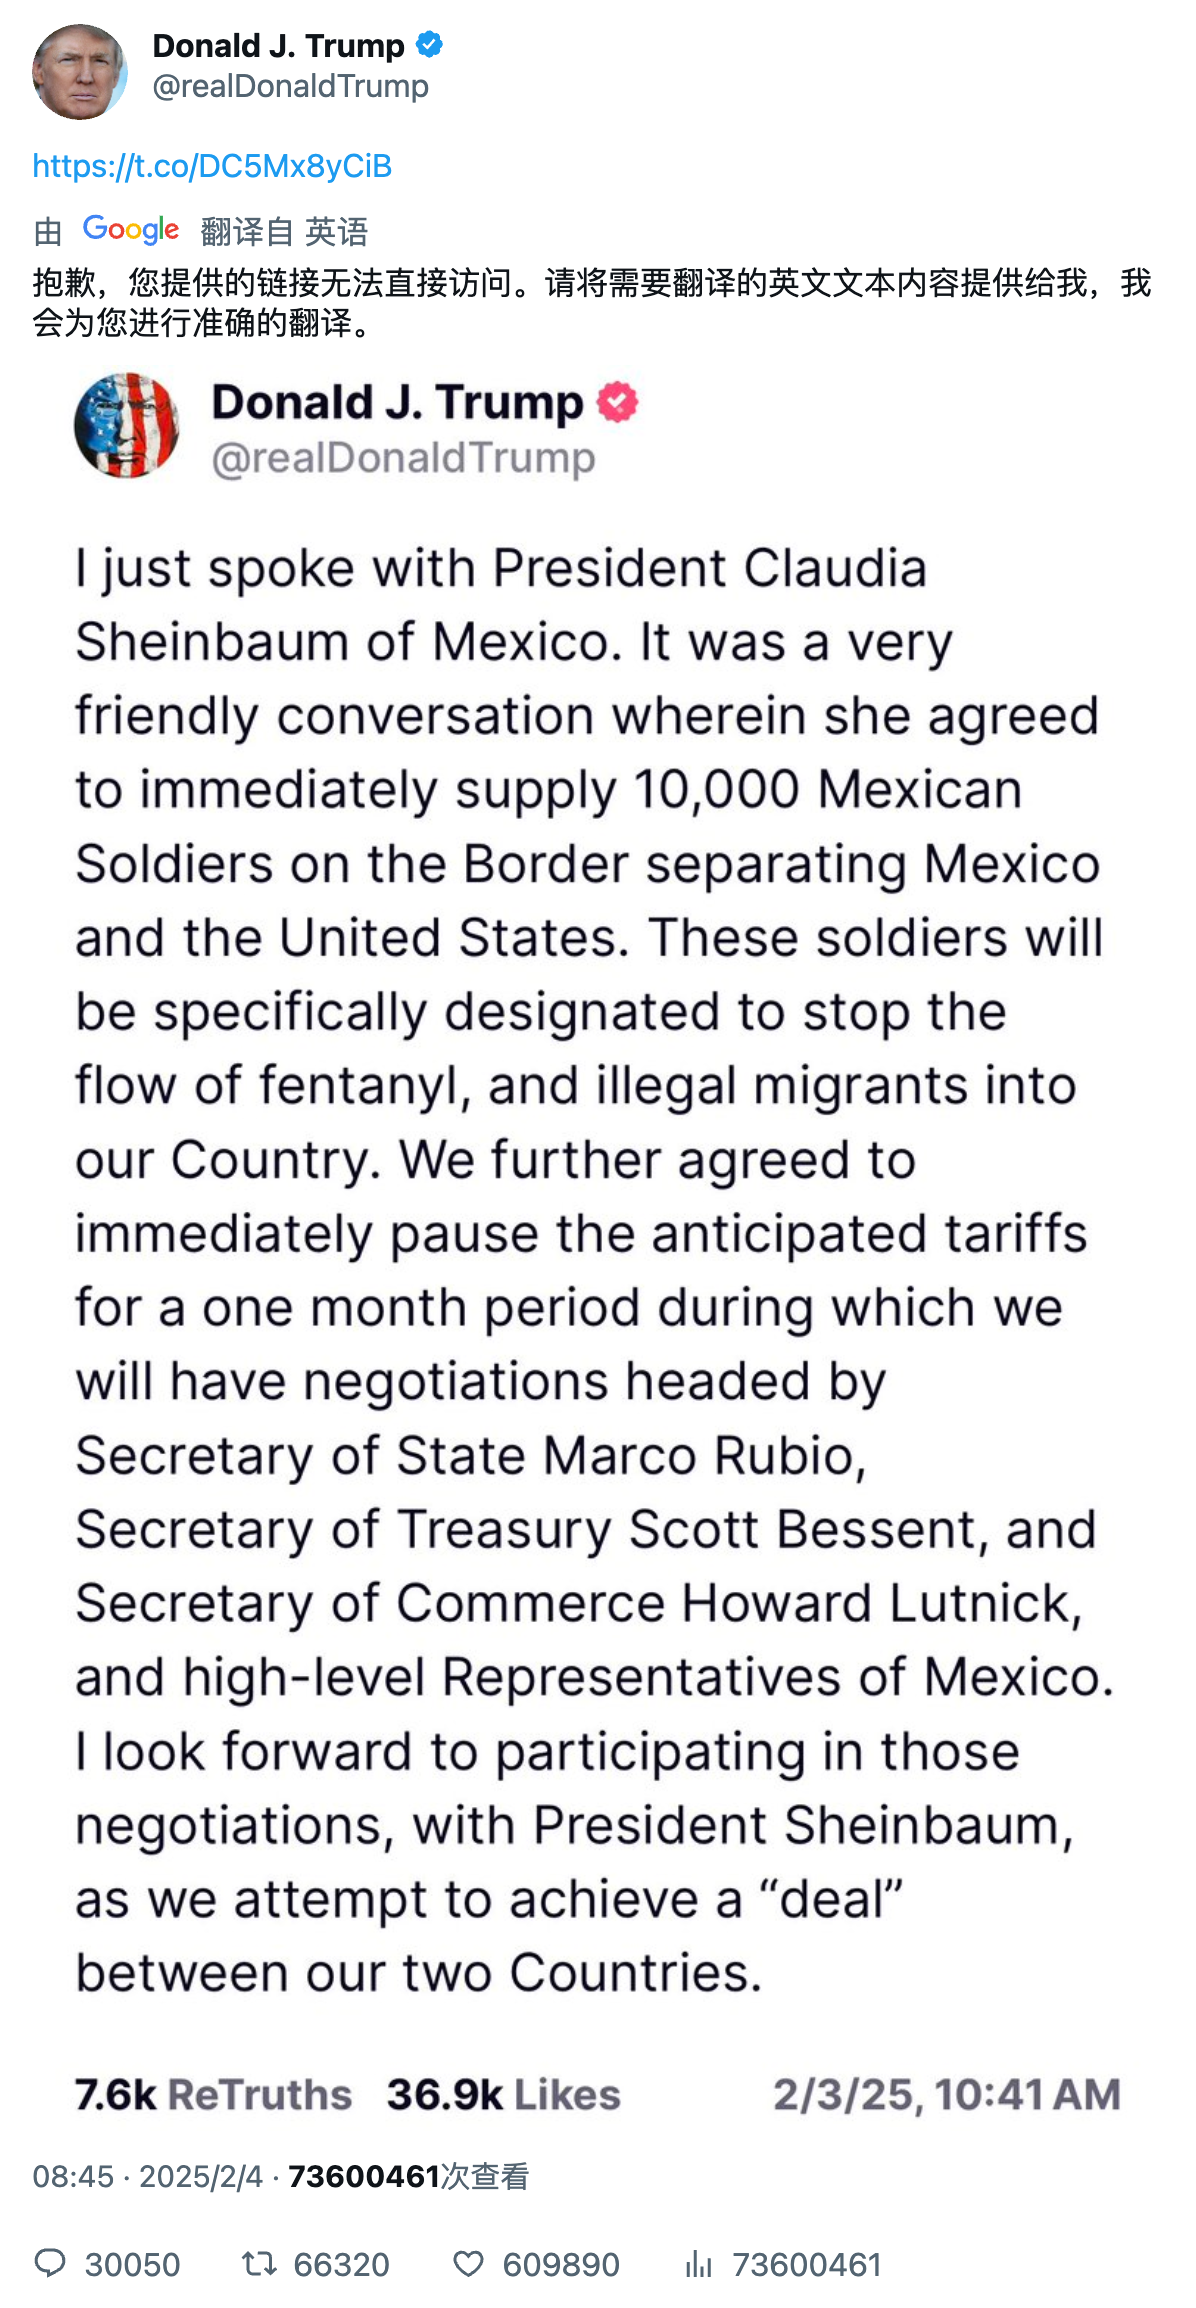 Donald J. Trump
@realDonaldTrump
https://t.co/DC5Mx8yCiB
由 Google 翻译自 英语
抱歉，您提供的链接无法直接访问。请将需要翻译的英文文本内容提供给我，我
会为您进行准确的翻译。
Donald J. Trump
@realDonaldTrump
I just spoke with President Claudia
Sheinbaum of Mexico. It was a very
friendly conversation wherein she agreed
to immediately supply 10,000 Mexican
Soldiers on the Border separating Mexico
and the United States. These soldiers will
be specifically designated to stop the
flow of fentanyl, and illegal migrants into
our Country. We further agreed to
immediately pause the anticipated tariffs
for a one month period during which we
will have negotiations headed by
Secretary of State Marco Rubio,
Secretary of Treasury Scott Bessent, and
Secretary of Commerce Howard Lutnick,
and high-level Representatives of Mexico.
I look forward to participating in those
negotiations, with President Sheinbaum,
as we attempt to achieve a “deal”
between our two Countries.
7.6k ReTruths 36.9k Likes 2/3/25, 10:41 AM
08:45 · 2025/2/4 · 73600461次查看
30050 66320 609890 73600461